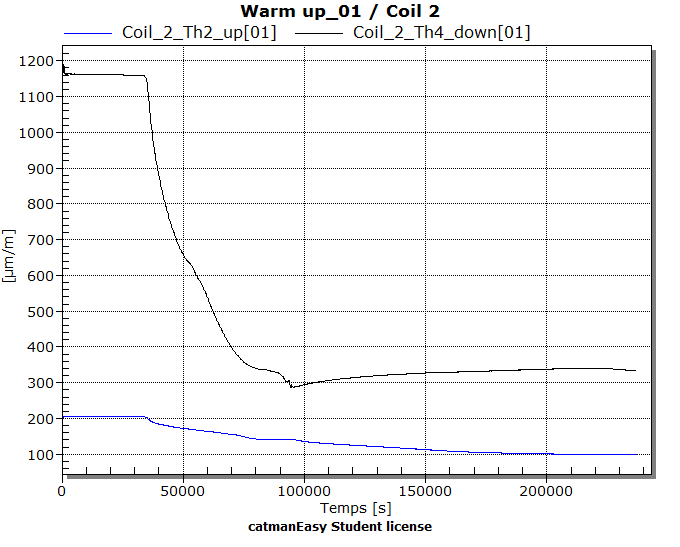 Warm up_01 / Coil 2
Coil_2_Th2_up[01] Coil_2_Th4_down[01]
1200
1100
1000
900
800
700
[µm/m]
600
500
400
300
200
100
0 50000 100000 150000 200000
Temps [s]
catmanEasy Student license